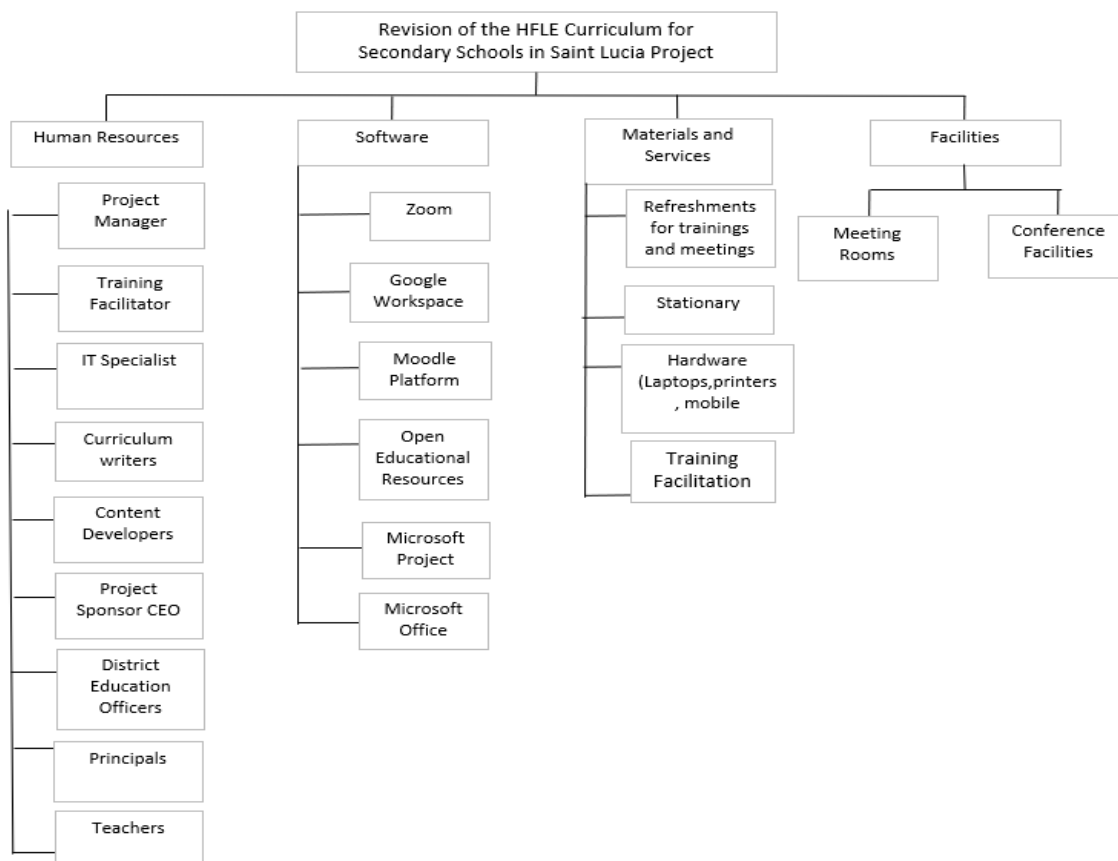 Revision of the HFLE Curriculum for
Secondary Schools in Saint Lucia Project
Human Resources
Project
Manager
Training
Facilitator
IT Specialist
Curriculum
writers
Content
Developers
Project
Sponsor CEO
District
Education
Officers
Principals
Teachers
Software
Zoom
Google
Workspace
Moodle
Platform
Open
Educational
Resources
Microsoft
Project
Microsoft
Office
Materials and
Services
Refreshments
for trainings
and meetings
Stationary
Hardware
(Laptops,printers
, mobile
Training
Facilitation
Facilities
Meeting
Rooms
Conference
Facilities